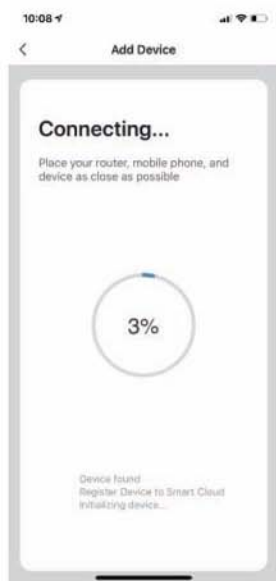 10:08
Add Device
Connecting...
Place your router, mobile phone, and
device as close as possible
3%
Device found
Register Device to Smart Cloud
Initializing device...